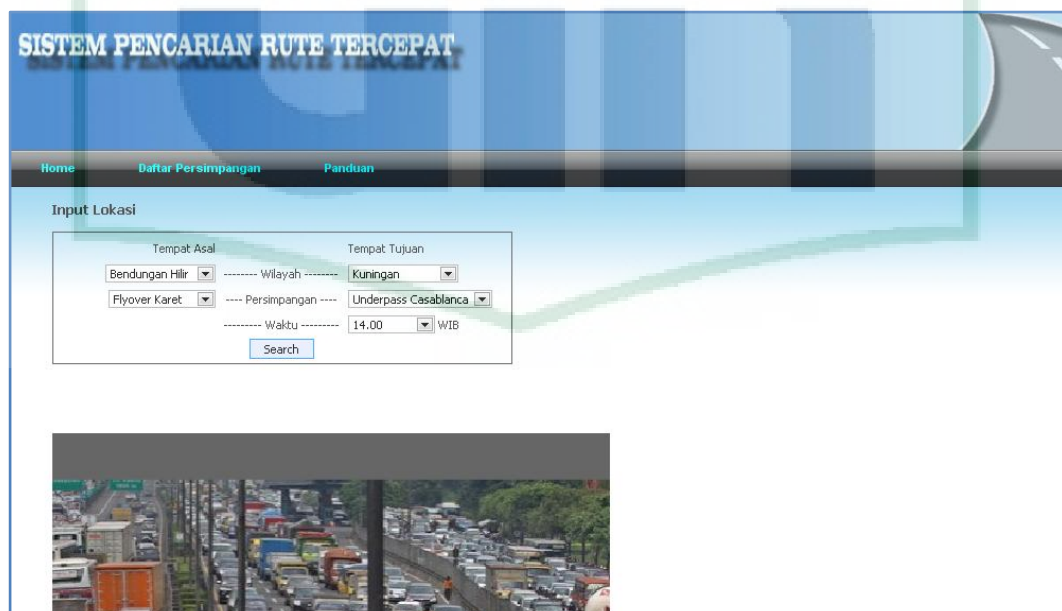 SISTEM PENCARIAN RUTE TERCEPAT
Home Daftar Persimpangan Panduan
Input Lokasi
Tempat Asal Tempat Tujuan
Bendungan Hilir -------- Wilayah -------- Kuningan
Flyover Karet ---- Persimpangan ---- Underpass Casablanca
--------- Waktu --------- 14.00 WIB
Search